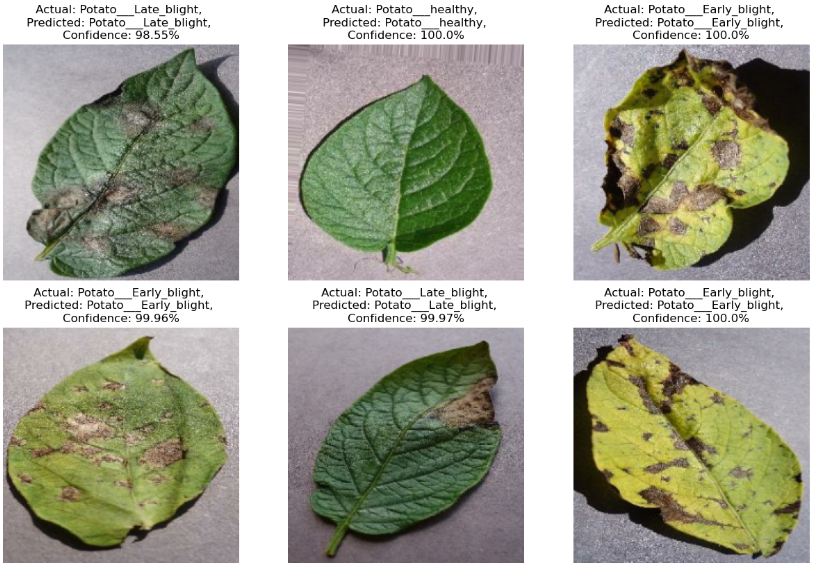 Actual: Potato___Late_blight,
Predicted: Potato___Late_blight,
Confidence: 98.55%
Actual: Potato___healthy,
Predicted: Potato___healthy,
Confidence: 100.0%
Actual: Potato___Early_blight,
Predicted: Potato___Early_blight,
Confidence: 100.0%
Actual: Potato___Early_blight,
Predicted: Potato___Early_blight,
Confidence: 99.96%
Actual: Potato___Late_blight,
Predicted: Potato___Late_blight,
Confidence: 99.97%
Actual: Potato___Early_blight,
Predicted: Potato___Early_blight,
Confidence: 100.0%